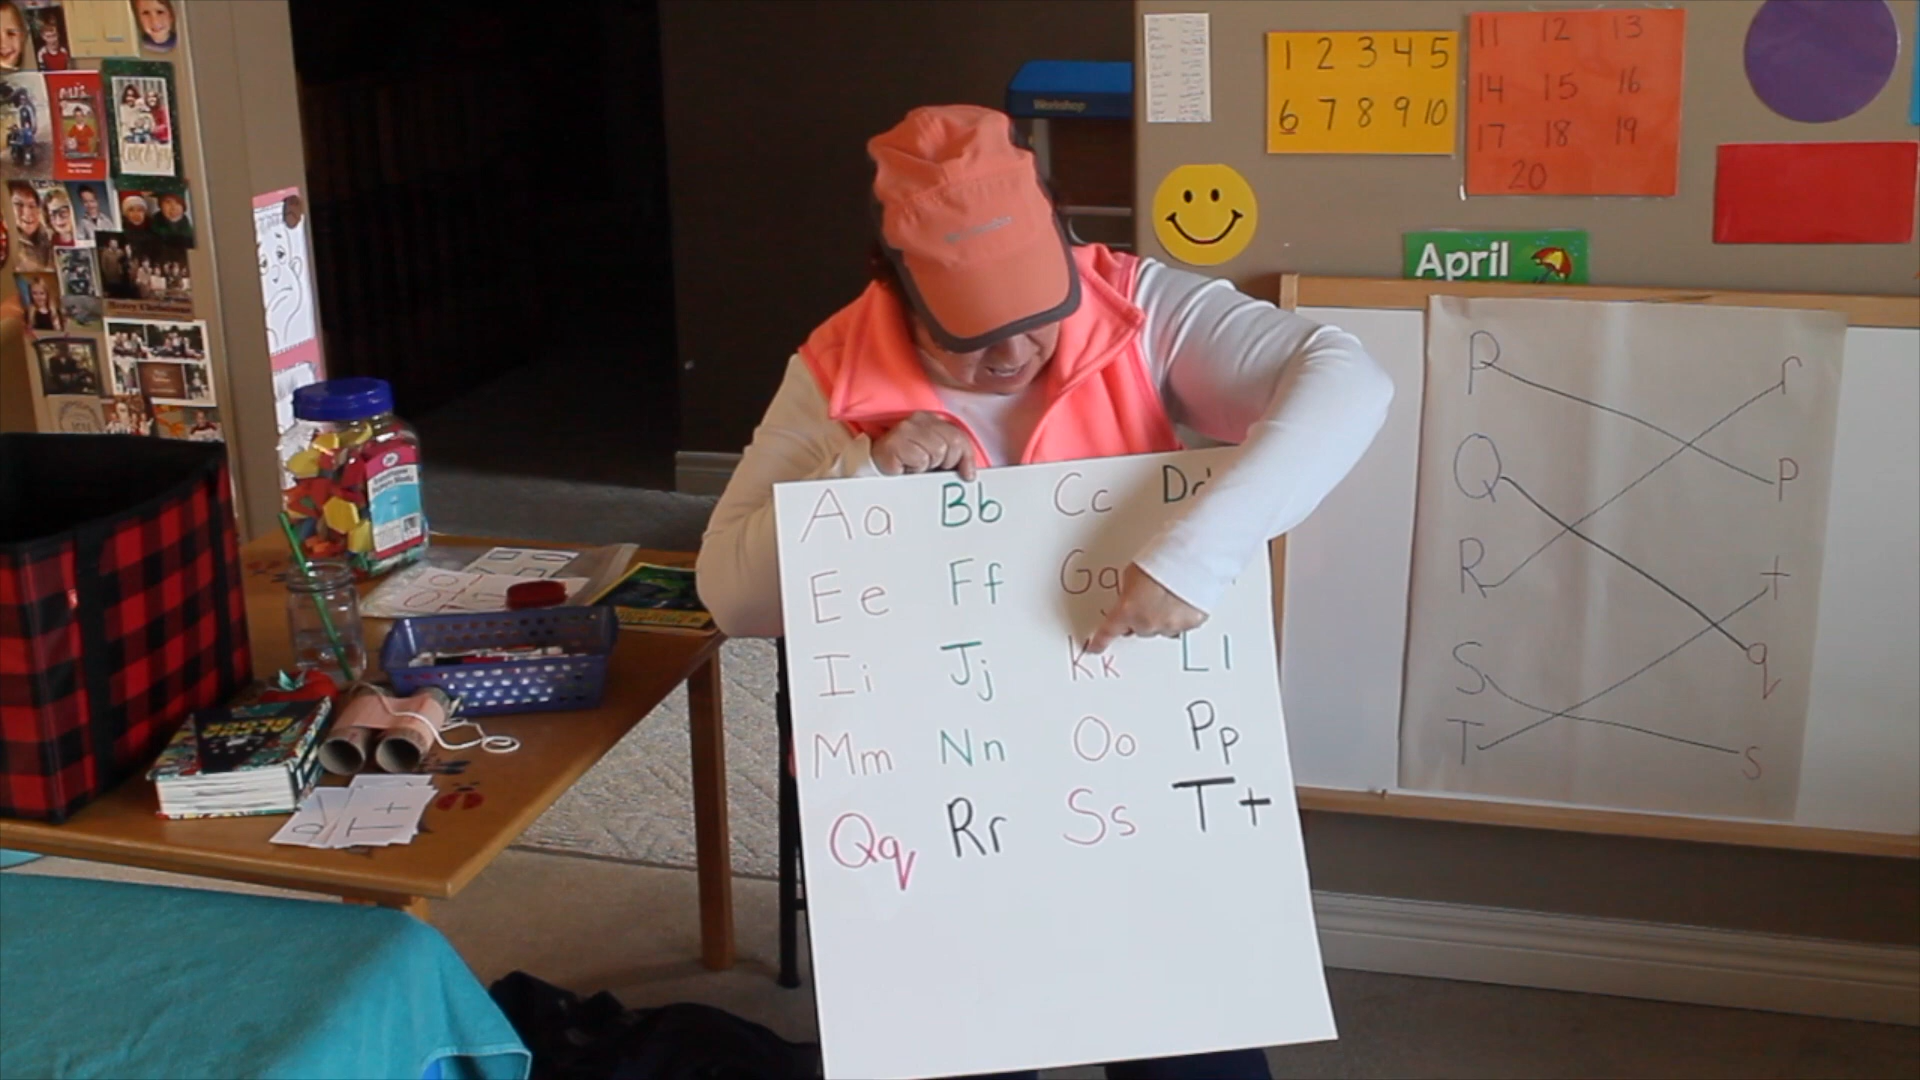 Workshop
1 2 3 4 5
6 7 8 9 10
11 12 13
14 15 16
17 18 19
20
April
Aa Bb Cc
Ee Ff Gg
Ii Jj Kk Ll
Mm Nn Oo Pp
Qq Rr Ss Tt
P r
Q p
R t
S q
T s